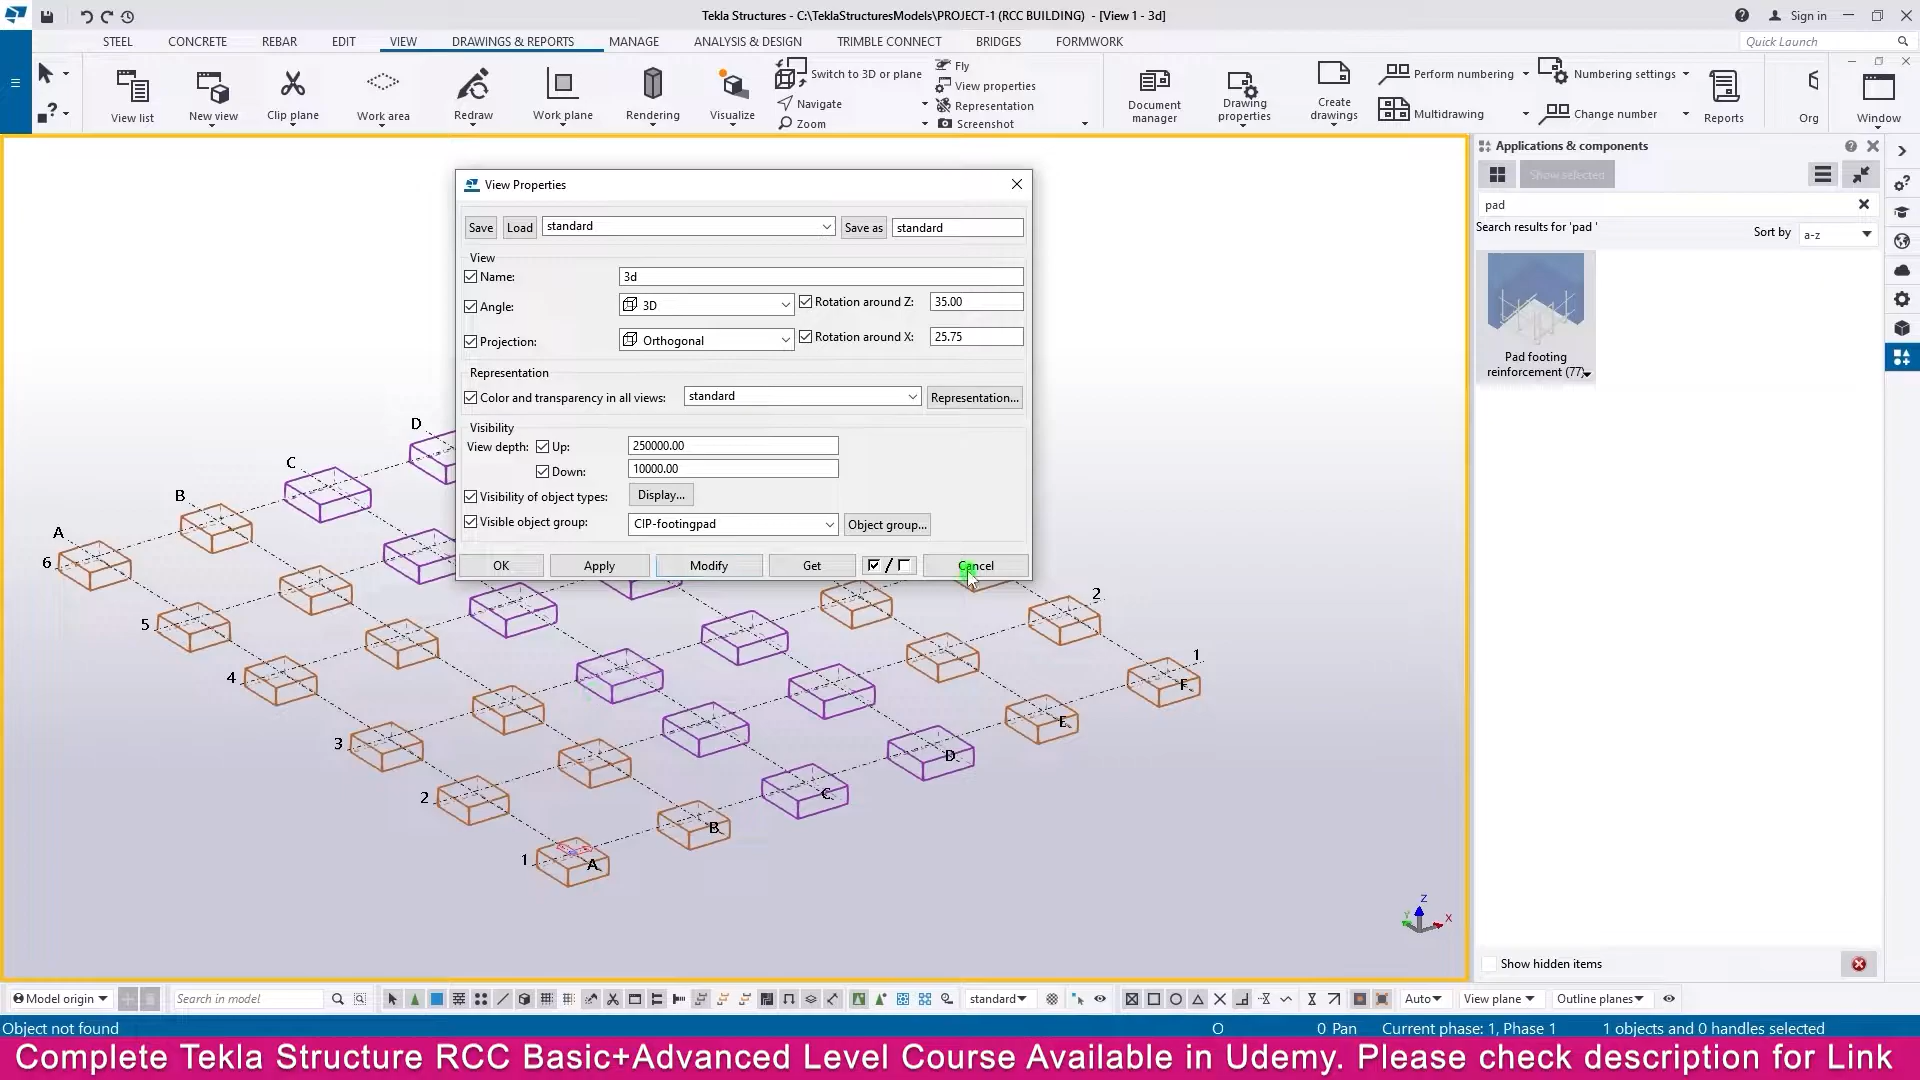 Tekla Structures - C:\TeklaStructuresModels\PROJECT-1 (RCC BUILDING) - [View 1 - 3d]
Sign in
STEEL CONCRETE REBAR EDIT VIEW DRAWINGS & REPORTS MANAGE ANALYSIS & DESIGN TRIMBLE CONNECT BRIDGES FORMWORK
Quick Launch
View list
New view
Clip plane
Work area
Redraw
Work plane
Rendering
Visualize
Switch to 3D or plane
Navigate
Zoom
Fly
View properties
Representation
Screenshot
Document manager
Drawing properties
Create drawings
Perform numbering
Multidrawing
Numbering settings
Change number
Reports
Org
Window
View Properties
Save Load standard Save as standard
View
Name: 3d
Angle: 3D Rotation around Z: 35.00
Projection: Orthogonal Rotation around X: 25.75
Representation
Color and transparency in all views: standard Representation...
Visibility
View depth: Up: 250000.00
Down: 10000.00
Visibility of object types: Display...
Visible object group: CIP-footingpad Object group...
OK Apply Modify Get / Cancel
Applications & components
Show selected
pad
Search results for 'pad '
Sort by a-z
Pad footing
reinforcement (77)
Show hidden items
D
C
B
A
6
5
4
3
2
1
2
1
F
E
D
C
B
A
Z
Y
X
Model origin Search in model standard Auto View plane Outline planes
Object not found O 0 Pan Current phase: 1, Phase 1 1 objects and 0 handles selected
Complete Tekla Structure RCC Basic+Advanced Level Course Available in Udemy. Please check description for Link